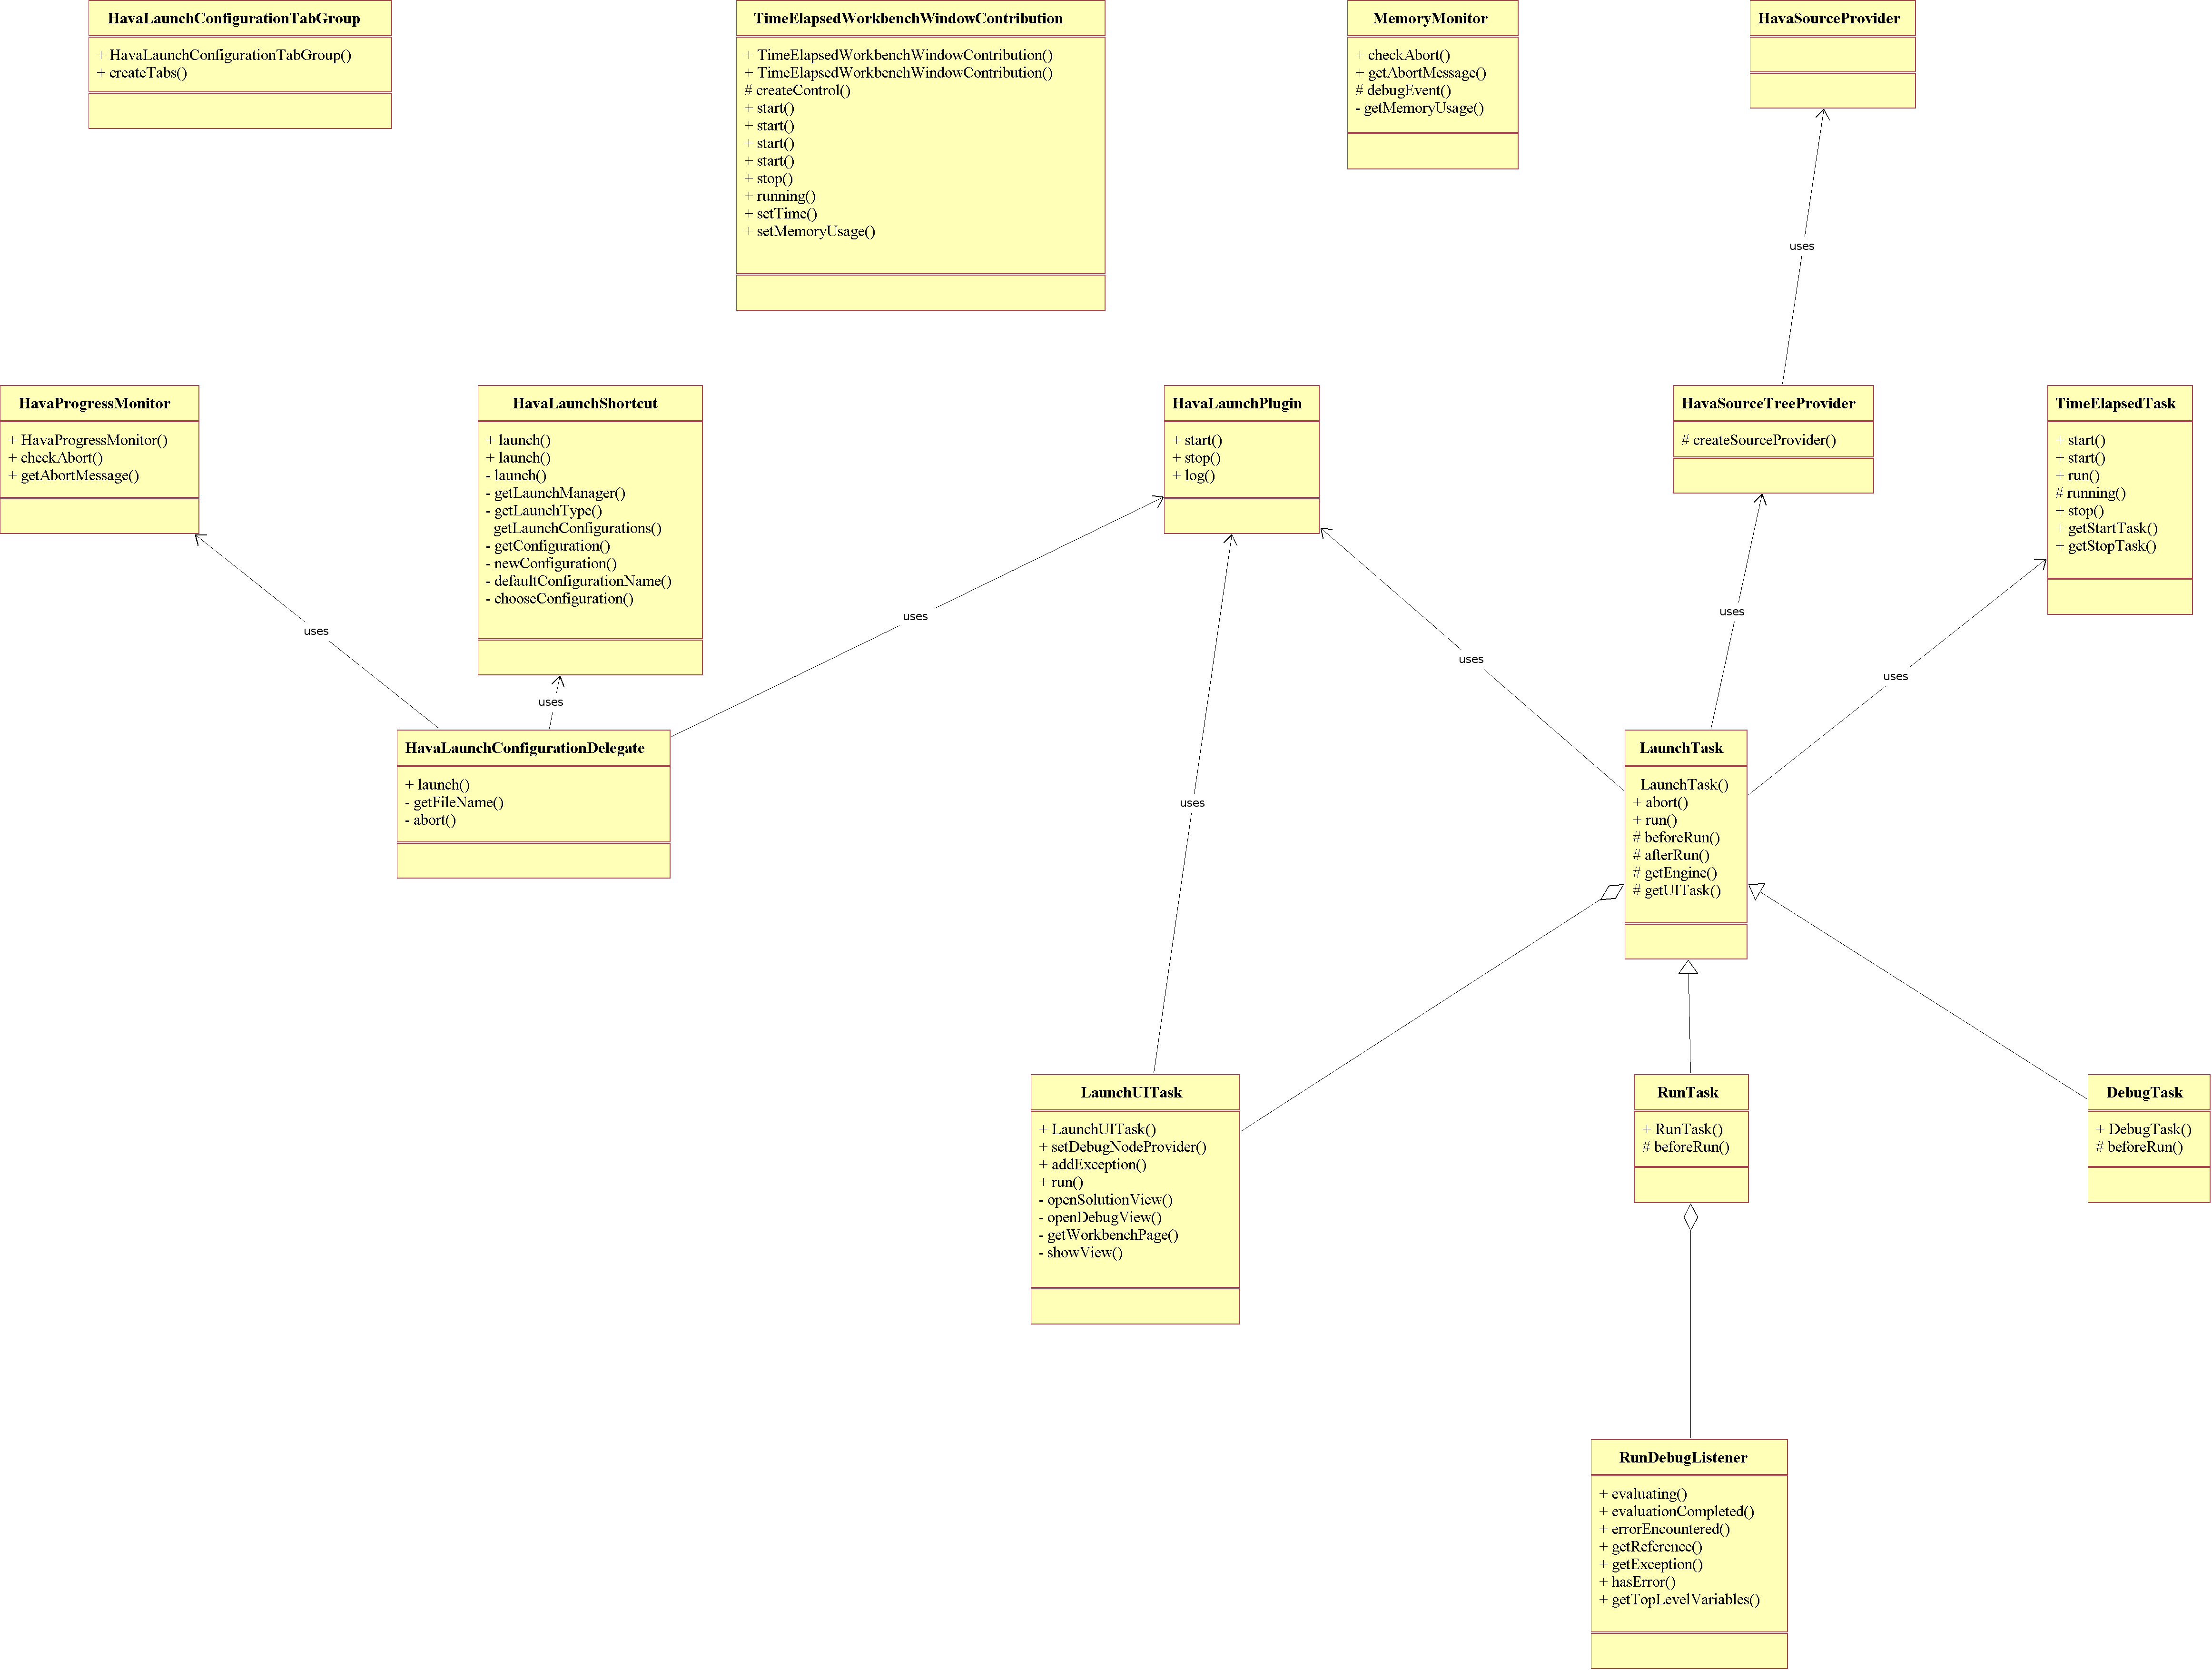 HavaLaunchConfigurationTabGroup
+ HavaLaunchConfigurationTabGroup()
+ createTabs()
TimeElapsedWorkbenchWindowContribution
+ TimeElapsedWorkbenchWindowContribution()
+ TimeElapsedWorkbenchWindowContribution()
# createControl()
+ start()
+ start()
+ start()
+ start()
+ stop()
+ running()
+ setTime()
+ setMemoryUsage()
MemoryMonitor
+ checkAbort()
+ getAbortMessage()
# debugEvent()
- getMemoryUsage()
HavaSourceProvider
uses
HavaProgressMonitor
+ HavaProgressMonitor()
+ checkAbort()
+ getAbortMessage()
HavaLaunchShortcut
+ launch()
+ launch()
- launch()
- getLaunchManager()
- getLaunchType()
getLaunchConfigurations()
- getConfiguration()
- newConfiguration()
- defaultConfigurationName()
- chooseConfiguration()
HavaLaunchPlugin
+ start()
+ stop()
+ log()
HavaSourceTreeProvider
# createSourceProvider()
TimeElapsedTask
+ start()
+ start()
+ run()
# running()
+ stop()
+ getStartTask()
+ getStopTask()
uses
uses
uses
uses
uses
uses
uses
HavaLaunchConfigurationDelegate
+ launch()
- getFileName()
- abort()
LaunchTask
LaunchTask()
+ abort()
+ run()
# beforeRun()
# afterRun()
# getEngine()
# getUITask()
LaunchUITask
+ LaunchUITask()
+ setDebugNodeProvider()
+ addException()
+ run()
- openSolutionView()
- openDebugView()
- getWorkbenchPage()
- showView()
RunTask
+ RunTask()
# beforeRun()
DebugTask
+ DebugTask()
# beforeRun()
RunDebugListener
+ evaluating()
+ evaluationCompleted()
+ errorEncountered()
+ getReference()
+ getException()
+ hasError()
+ getTopLevelVariables()